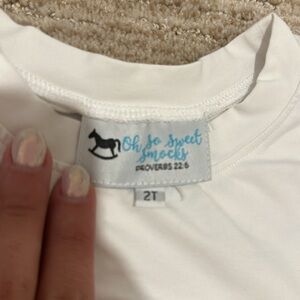 Oh So Sweet
Smocks
PROVERBS 22:6
2T